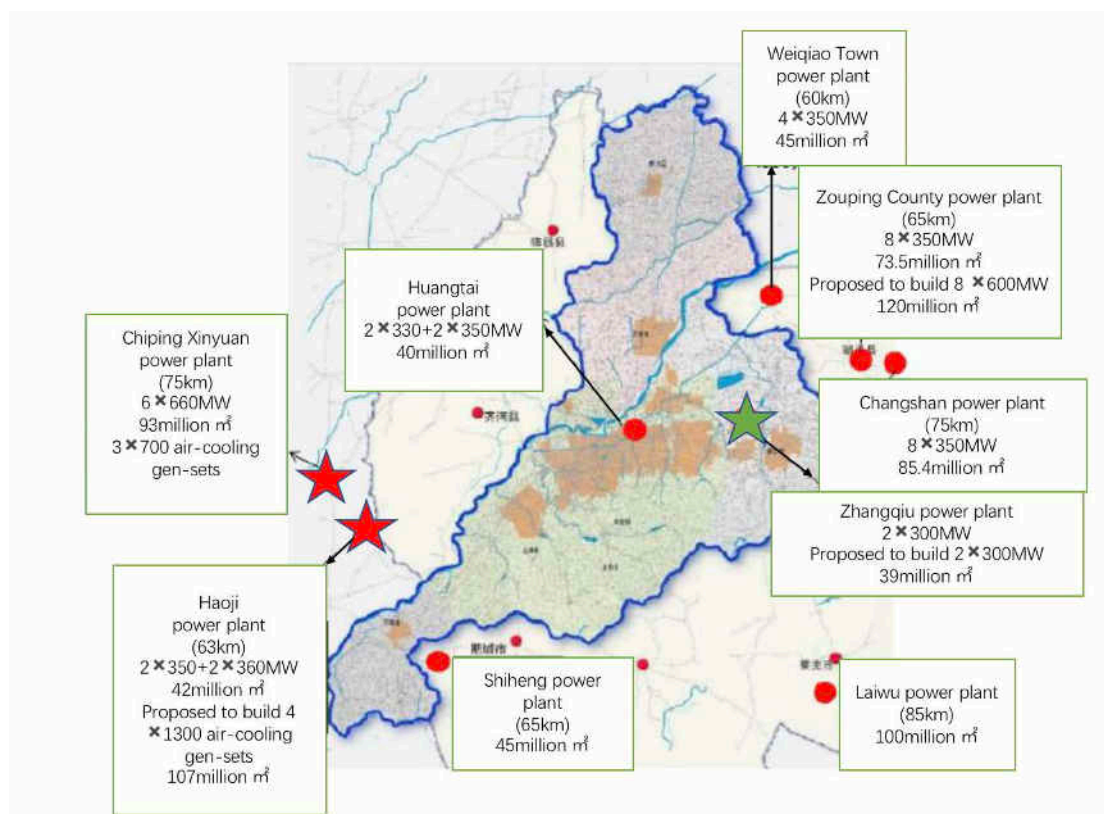 Weiqiao Town
power plant
(60km)
4×350MW
45million ㎡
Zouping County power plant
(65km)
8×350MW
73.5million ㎡
Proposed to build 8 ×600MW
120million ㎡
Huangtai
power plant
2×330+2×350MW
40million ㎡
Chiping Xinyuan
power plant
(75km)
6×660MW
93million ㎡
3×700 air-cooling
gen-sets
Changshan power plant
(75km)
8×350MW
85.4million ㎡
Zhangqiu power plant
2×300MW
Proposed to build 2×300MW
39million ㎡
Haoji
power plant
(63km)
2×350+2×360MW
42million ㎡
Proposed to build 4
×1300 air-cooling
gen-sets
107million ㎡
Shiheng power
plant
(65km)
45million ㎡
Laiwu power plant
(85km)
100million ㎡